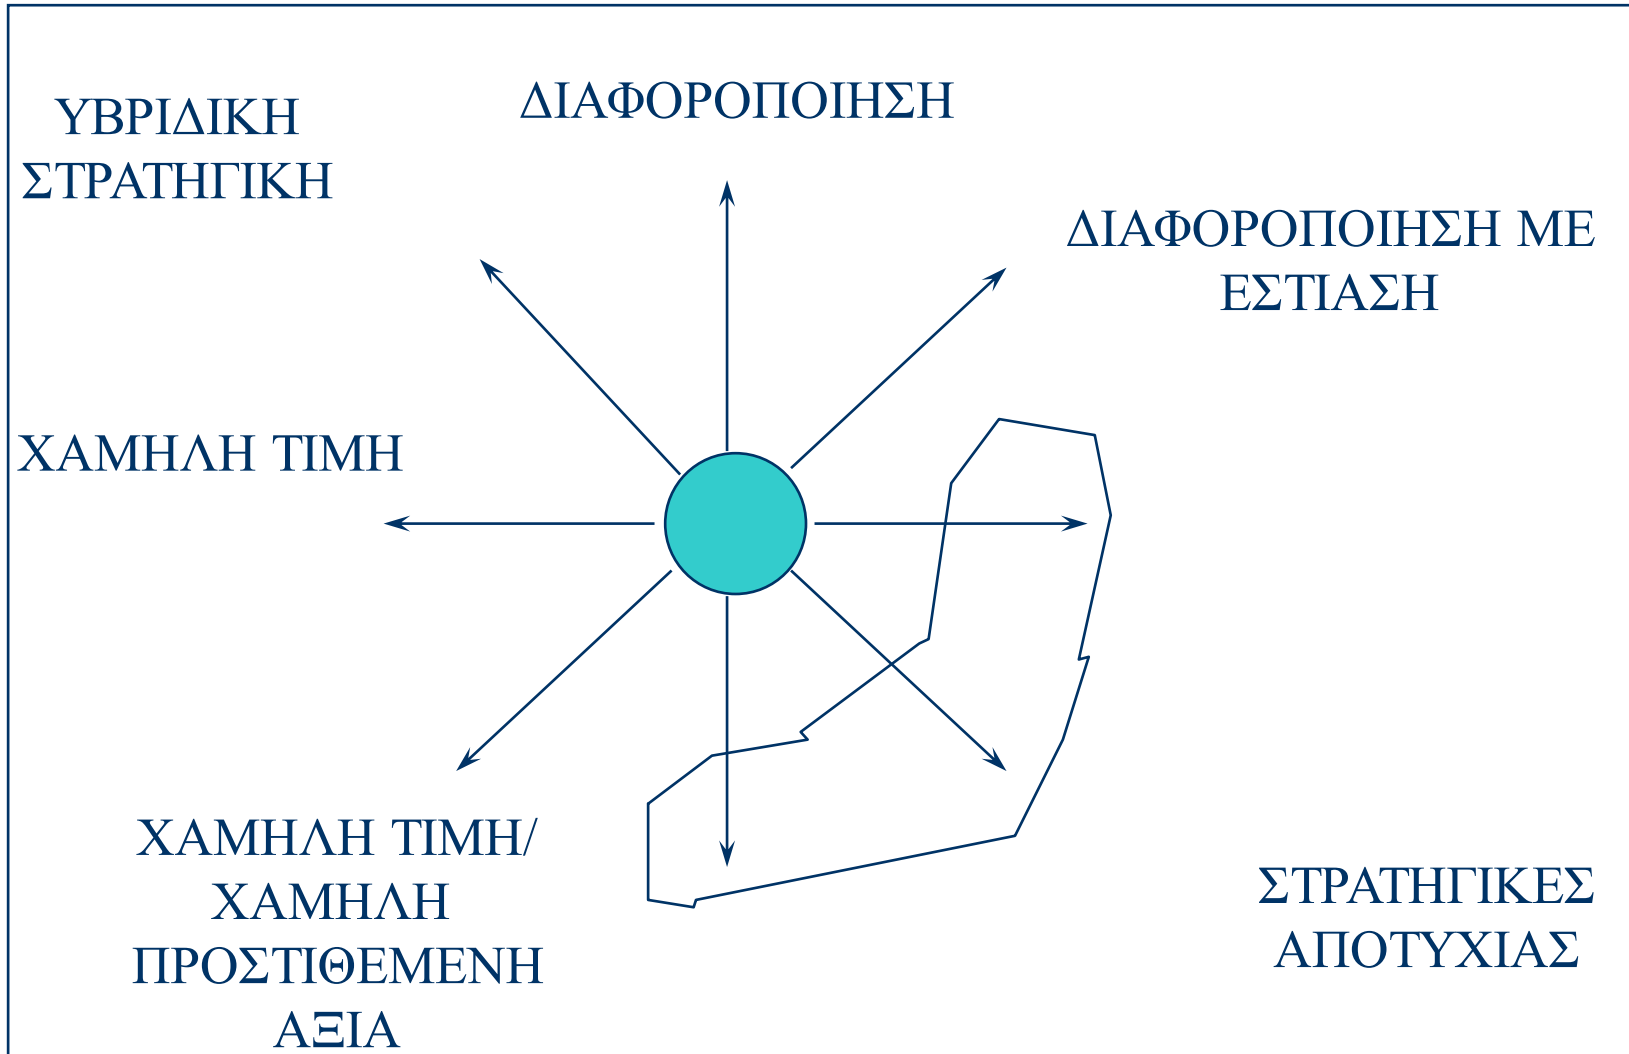 ΥΒΡΙΔΙΚΗ
ΣΤΡΑΤΗΓΙΚΗ
ΔΙΑΦΟΡΟΠΟΙΗΣΗ
ΔΙΑΦΟΡΟΠΟΙΗΣΗ ΜΕ
ΕΣΤΙΑΣΗ
ΧΑΜΗΛΗ ΤΙΜΗ
ΧΑΜΗΛΗ ΤΙΜΗ/
ΧΑΜΗΛΗ
ΠΡΟΣΤΙΘΕΜΕΝΗ
ΑΞΙΑ
ΣΤΡΑΤΗΓΙΚΕΣ
ΑΠΟΤΥΧΙΑΣ